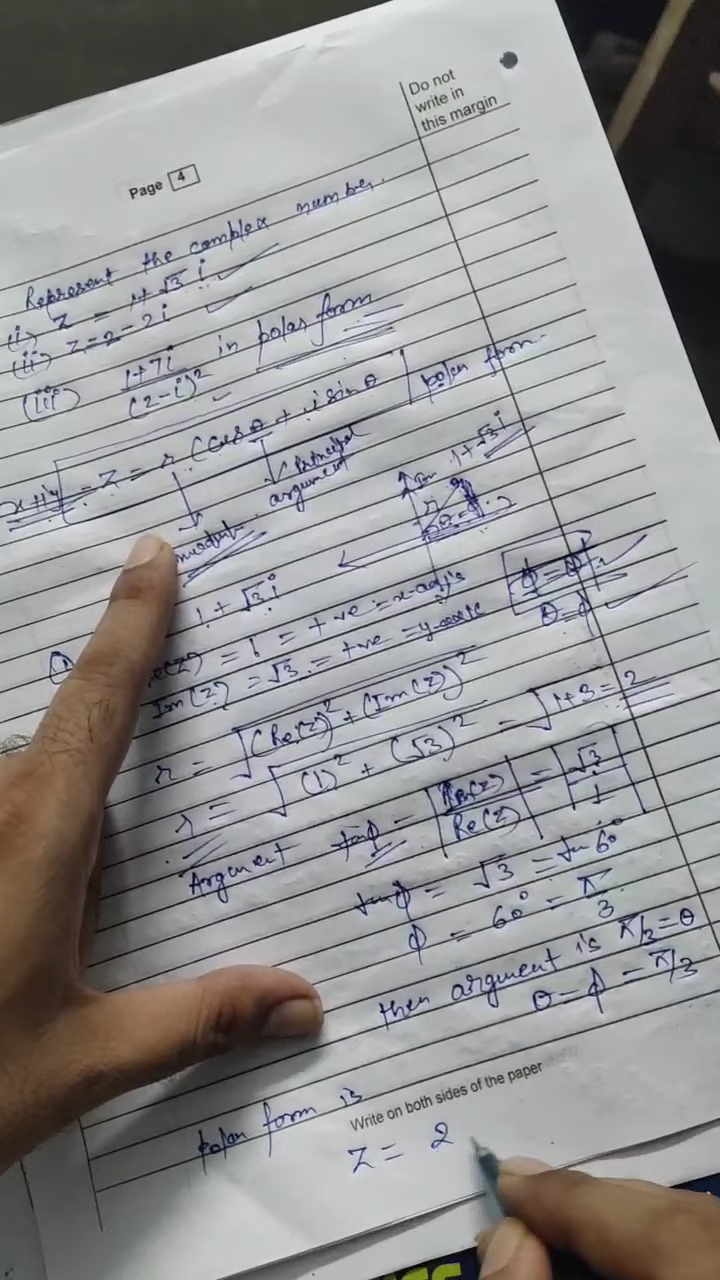 Do not
write in
this margin
Page 4
Represent the complex number.
(i) z = 1+√3 i
(ii) z = 2-2i
(iii) 1+7i / (2-i)² in polar form
x+iy = z = r (cosθ + i sinθ polar form.
principal
argument
Im 1+√3i
1 + √3 i
(z) = 1 = +ve = x-
Im(z) = √3 = +ve = y-
θ=ϕ
r = √(Re(z))² + (Im(z))²
r = √(1)² + (√3)² = √1+3 = 2
Argument tanϕ = |Im(z)/Re(z)| = |√3/1|
tanϕ = √3 = tan 60°
ϕ = 60° = π/3.
then argument is π/3 = θ
θ = ϕ = π/3
Write on both sides of the paper
polar form is
z = 2